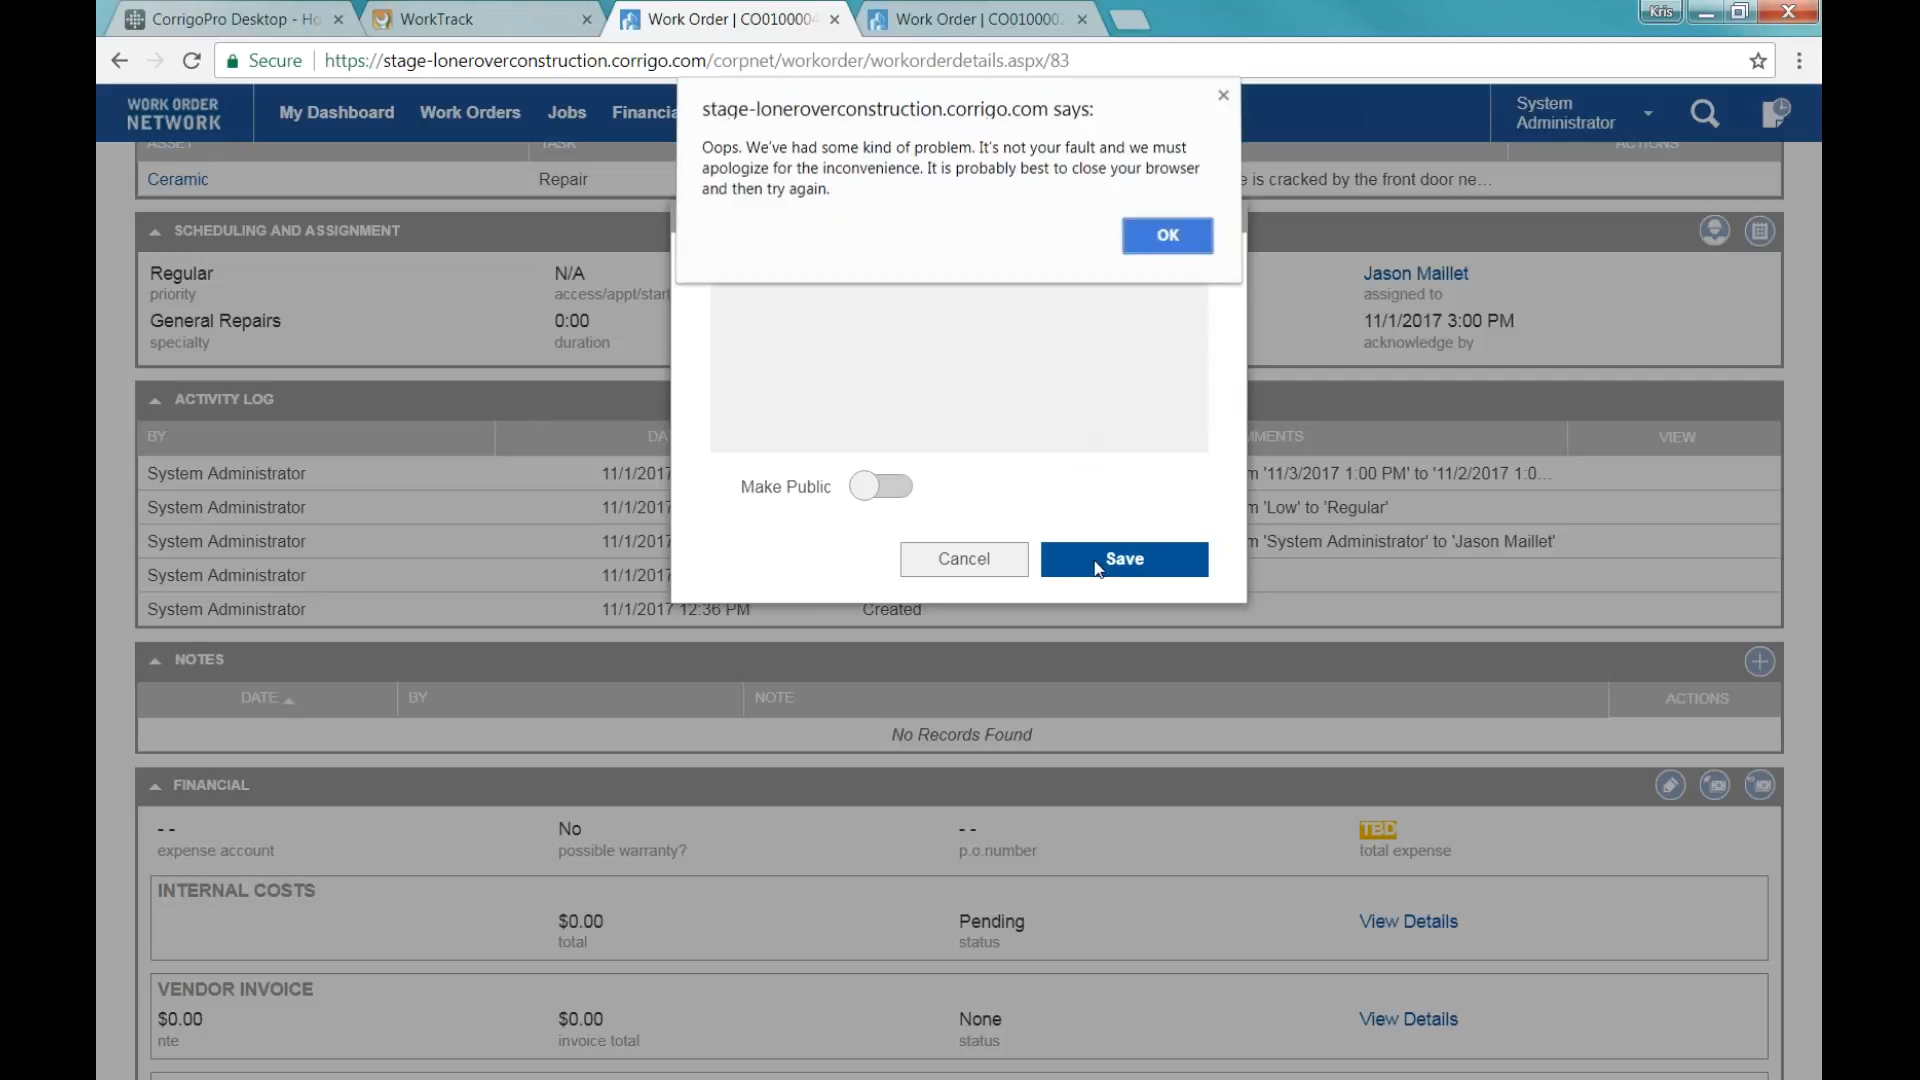 CorrigoPro Desktop - Ho
WorkTrack
Work Order | CO0100004
Work Order | CO010000
Kris
Secure
https://stage-loneroverconstruction.corrigo.com/corpnet/workorder/workorderdetails.aspx/83
WORK ORDER
NETWORK
My Dashboard
Work Orders
Jobs
Financia
System
Administrator
stage-loneroverconstruction.corrigo.com says:
Oops. We've had some kind of problem. It's not your fault and we must
apologize for the inconvenience. It is probably best to close your browser
and then try again.
OK
ASSET
TASK
ACTIONS
Ceramic
Repair
e is cracked by the front door ne...
SCHEDULING AND ASSIGNMENT
Regular
N/A
Jason Maillet
priority
access/appt/start
assigned to
General Repairs
0:00
11/1/2017 3:00 PM
specialty
duration
acknowledge by
Make Public
Cancel
Save
ACTIVITY LOG
BY
DA
MMENTS
VIEW
System Administrator
11/1/2017
m '11/3/2017 1:00 PM' to '11/2/2017 1:0...
System Administrator
11/1/2017
m 'Low' to 'Regular'
System Administrator
11/1/2017
m 'System Administrator' to 'Jason Maillet'
System Administrator
11/1/2017
System Administrator
11/1/2017 12:36 PM
Created
NOTES
DATE
BY
NOTE
ACTIONS
No Records Found
FINANCIAL
- -
No
- -
TBD
expense account
possible warranty?
p.o.number
total expense
INTERNAL COSTS
$0.00
Pending
View Details
total
status
VENDOR INVOICE
$0.00
$0.00
None
View Details
nte
invoice total
status